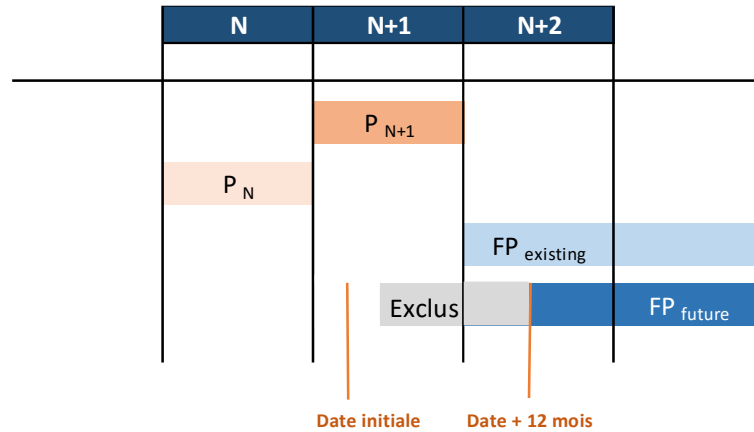 N N+1 N+2
P N+1
P N
FP existing
Exclus FP future
Date initiale Date + 12 mois